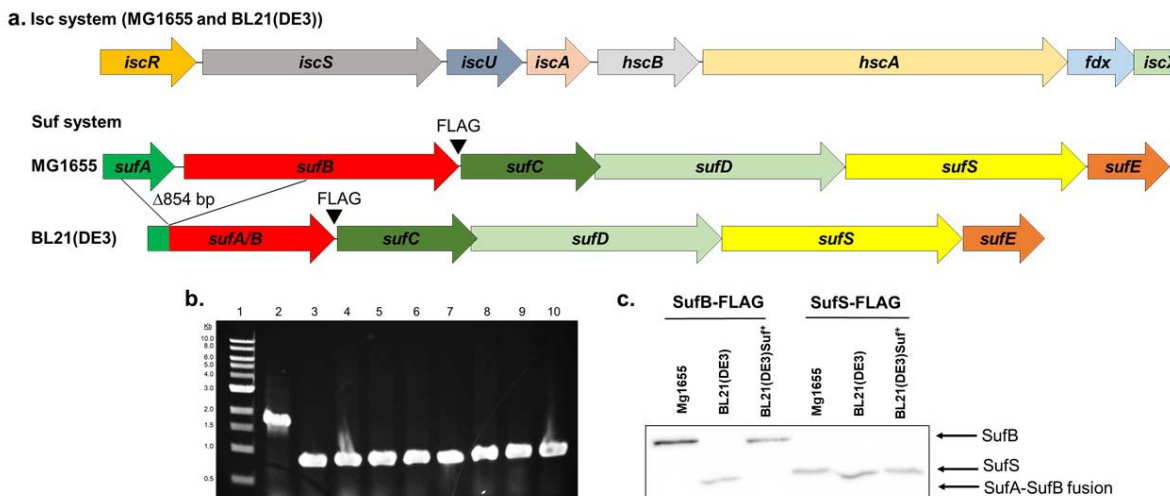 a. Isc system (MG1655 and BL21(DE3))
iscR iscS iscU iscA hscB hscA fdx iscX
Suf system
FLAG
MG1655 sufA sufB sufC sufD sufS sufE
Δ854 bp
FLAG
BL21(DE3) sufA/B sufC sufD sufS sufE
b.
1 2 3 4 5 6 7 8 9 10
Kb
10.0
8.0
6.0
5.0
4.0
3.0
2.0
1.5
1.0
0.5
c.
SufB-FLAG SufS-FLAG
Mg1655
BL21(DE3)
BL21(DE3)Suf⁺
Mg1655
BL21(DE3)
BL21(DE3)Suf⁺
SufB
SufS
SufA-SufB fusion